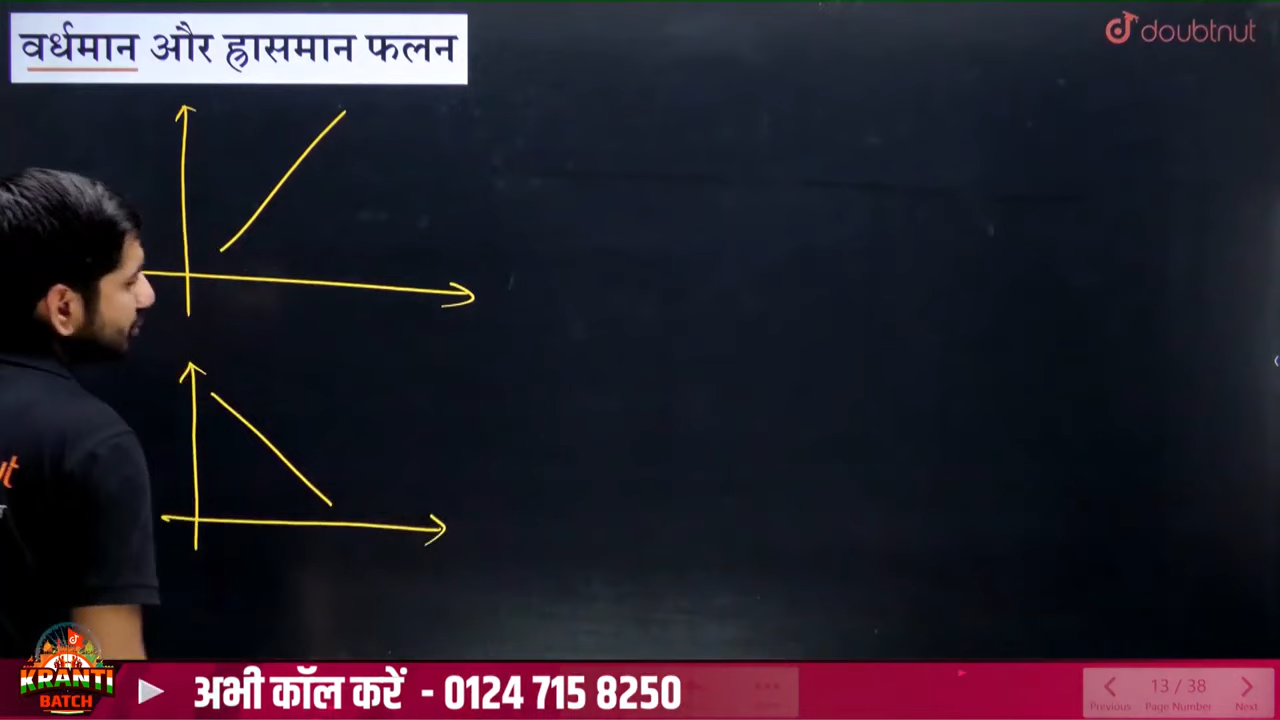 वर्धमान और ह्रासमान फलन
doubtnut
अभी कॉल करें - 0124 715 8250
KRANTI
BATCH
13 / 38
Previous Page Number Next